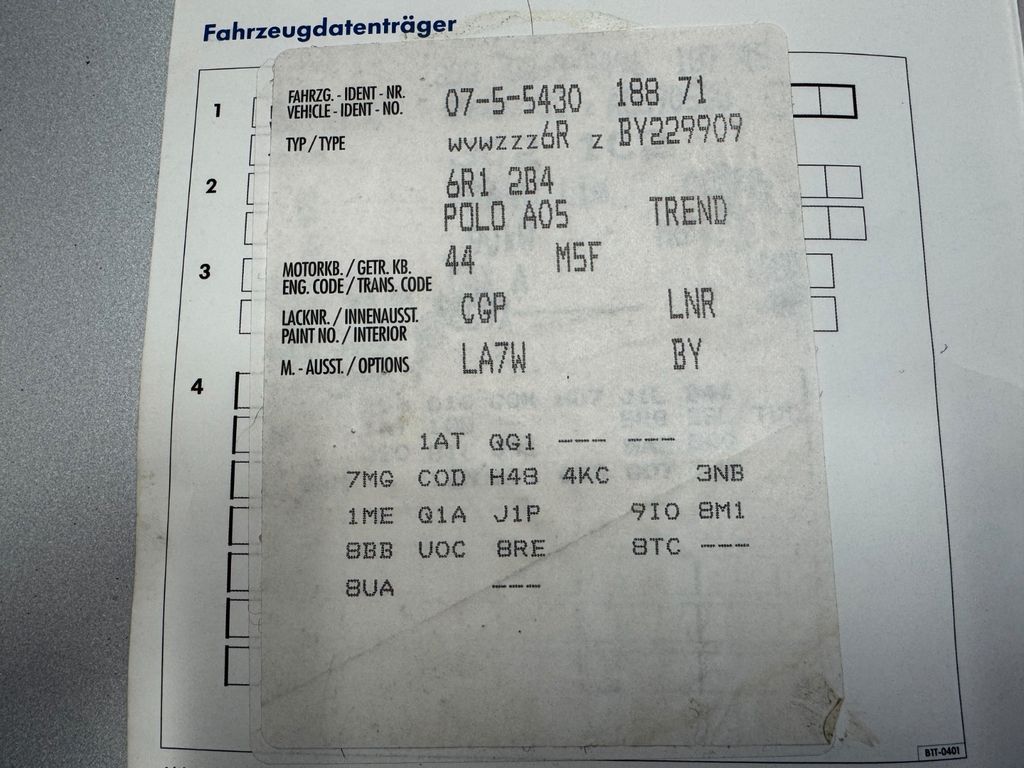 Fahrzeugdatenträger
1
FAHRZG. - IDENT - NR. 07-5-5430 188 71
VEHICLE - IDENT - NO.
TYP / TYPE WVWZZZ6R Z BY229909
2
6R1 2B4
POLO A05 TREND
3
MOTORKB. / GETR. KB. 44 M5F
ENG. CODE / TRANS. CODE
LACKNR. / INNENAUSST. CGP LNR
PAINT NO. / INTERIOR
M. - AUSST. / OPTIONS LA7W BY
4
1AT QG1 --- ---
7MG C0D H48 4KC 3NB
1ME Q1A J1P 9I0 8M1
8BB U0C 8RE 8TC ---
8UA ---
B1T-0401